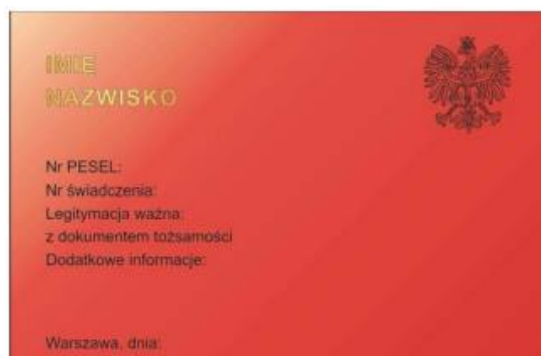 IMIĘ
NAZWISKO
Nr PESEL:
Nr świadczenia:
Legitymacja ważna:
z dokumentem tożsamości
Dodatkowe informacje:
Warszawa, dnia: